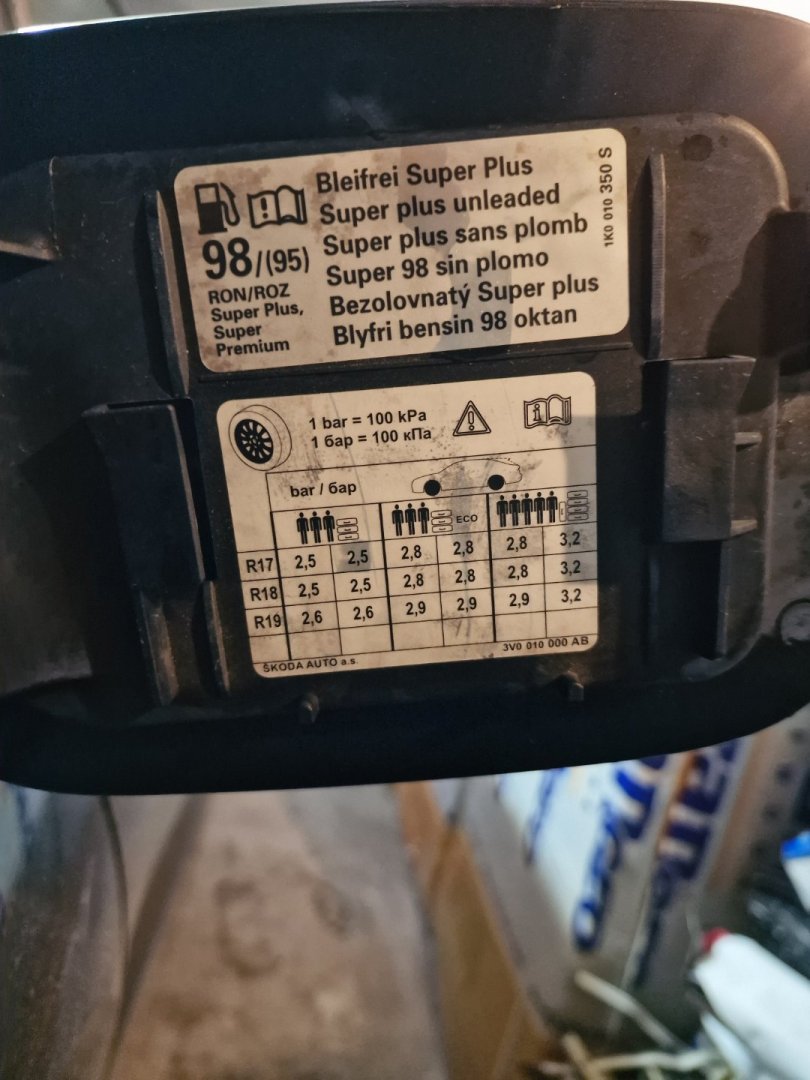 98/(95)
RON/ROZ
Super Plus,
Super
Premium
Bleifrei Super Plus
Super plus unleaded
Super plus sans plomb
Super 98 sin plomo
Bezolovnatý Super plus
Blyfri bensin 98 oktan
1K0 010 350 S
1 bar = 100 kPa
1 бар = 100 кПа
bar / бар
ECO
R17 2,5 2,5 2,8 2,8 2,8 3,2
R18 2,5 2,5 2,8 2,8 2,8 3,2
R19 2,6 2,6 2,9 2,9 2,9 3,2
ŠKODA AUTO a.s. 3V0 010 000 AB